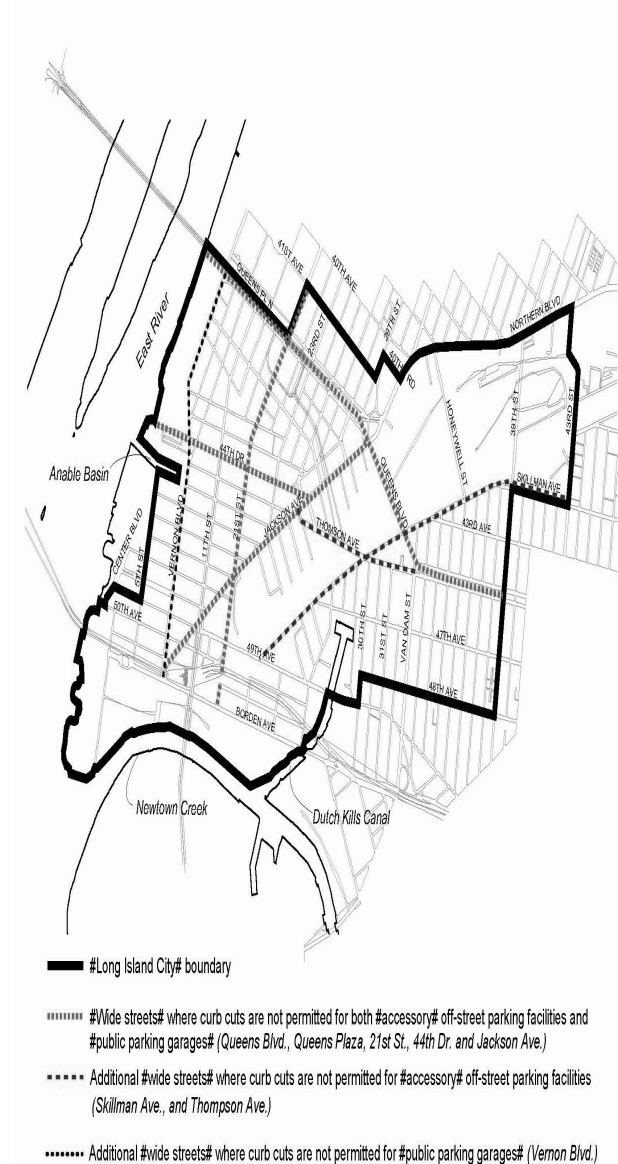 41ST AVE
40TH AVE
QUEENS PL N
East River
23RD ST
29TH ST
NORTHERN BLVD
40TH RD
HONEYWELL ST
39TH ST
43RD ST
44TH DR
QUEENS BLVD
SKILLMAN AVE
Anable Basin
JACKSON AVE
THOMSON AVE
43RD AVE
CENTER BLVD
5TH ST
VERNON BLVD
11TH ST
21ST ST
50TH AVE
49TH AVE
30TH ST
31ST ST
VAN DAM ST
47TH AVE
48TH AVE
BORDEN AVE
Newtown Creek
Dutch Kills Canal
#Long Island City# boundary
#Wide streets# where curb cuts are not permitted for both #accessory# off-street parking facilities and
#public parking garages# (Queens Blvd., Queens Plaza, 21st St., 44th Dr. and Jackson Ave.)
Additional #wide streets# where curb cuts are not permitted for #accessory# off-street parking facilities
(Skillman Ave., and Thompson Ave.)
Additional #wide streets# where curb cuts are not permitted for #public parking garages# (Vernon Blvd.)